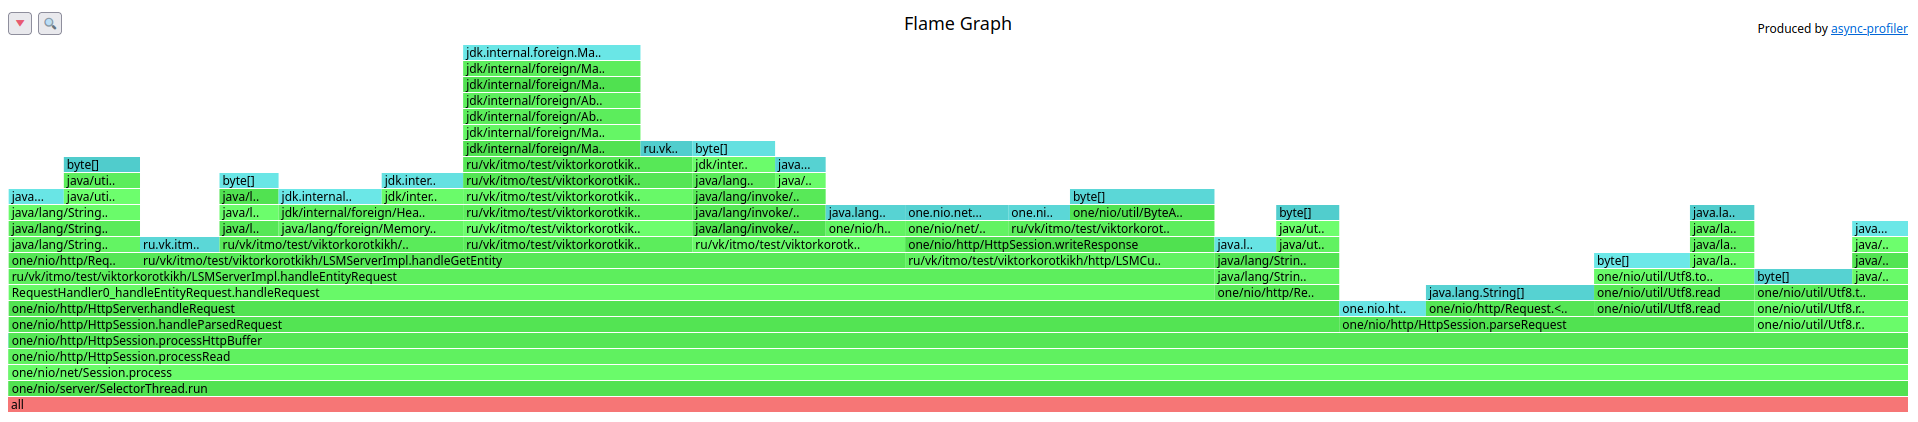 Flame Graph
Produced by async-profiler
jdk.internal.foreign.Ma..
jdk/internal/foreign/Ma..
jdk/internal/foreign/Ma..
jdk/internal/foreign/Ab..
jdk/internal/foreign/Ab..
jdk/internal/foreign/Ma..
jdk/internal/foreign/Ma.. ru.vk.. byte[]
byte[] ru/vk/itmo/test/viktorkorotkik.. jdk/inter.. java...
java/uti.. byte[] jdk.inter.. ru/vk/itmo/test/viktorkorotkik.. java/lang.. java/..
java... java/uti.. java/l.. jdk.internal.. jdk/inter.. ru/vk/itmo/test/viktorkorotkik.. java/lang/invoke/.. byte[]
java/lang/String.. java/l.. jdk/internal/foreign/Hea.. ru/vk/itmo/test/viktorkorotkik.. java/lang/invoke/.. java.lang.. one.nio.net... one.ni.. one/nio/util/ByteA.. byte[] java.la..
java/lang/String.. java/l.. java/lang/foreign/Memory.. ru/vk/itmo/test/viktorkorotkik.. java/lang/invoke/.. one/nio/h.. one/nio/net/.. ru/vk/itmo/test/viktorkorot.. java/ut.. java/la.. java...
java/lang/String.. ru.vk.itm.. ru/vk/itmo/test/viktorkorotkikh/.. ru/vk/itmo/test/viktorkorotkik.. ru/vk/itmo/test/viktorkorotk.. one/nio/http/HttpSession.writeResponse java.l.. java/ut.. java/la.. java/..
one/nio/http/Req.. ru/vk/itmo/test/viktorkorotkikh/LSMServerImpl.handleGetEntity ru/vk/itmo/test/viktorkorotkikh/http/LSMCu.. java/lang/Strin.. byte[] java/la.. java/..
ru/vk/itmo/test/viktorkorotkikh/LSMServerImpl.handleEntityRequest java/lang/Strin.. one/nio/util/Utf8.to.. byte[] java/..
RequestHandler0_handleEntityRequest.handleRequest one/nio/http/Re.. java.lang.String[] one/nio/util/Utf8.read one/nio/util/Utf8.t..
one/nio/http/HttpServer.handleRequest one.nio.ht.. one/nio/http/Request.<.. one/nio/util/Utf8.read one/nio/util/Utf8.r..
one/nio/http/HttpSession.handleParsedRequest one/nio/http/HttpSession.parseRequest one/nio/util/Utf8.r..
one/nio/http/HttpSession.processHttpBuffer
one/nio/http/HttpSession.processRead
one/nio/net/Session.process
one/nio/server/SelectorThread.run
all